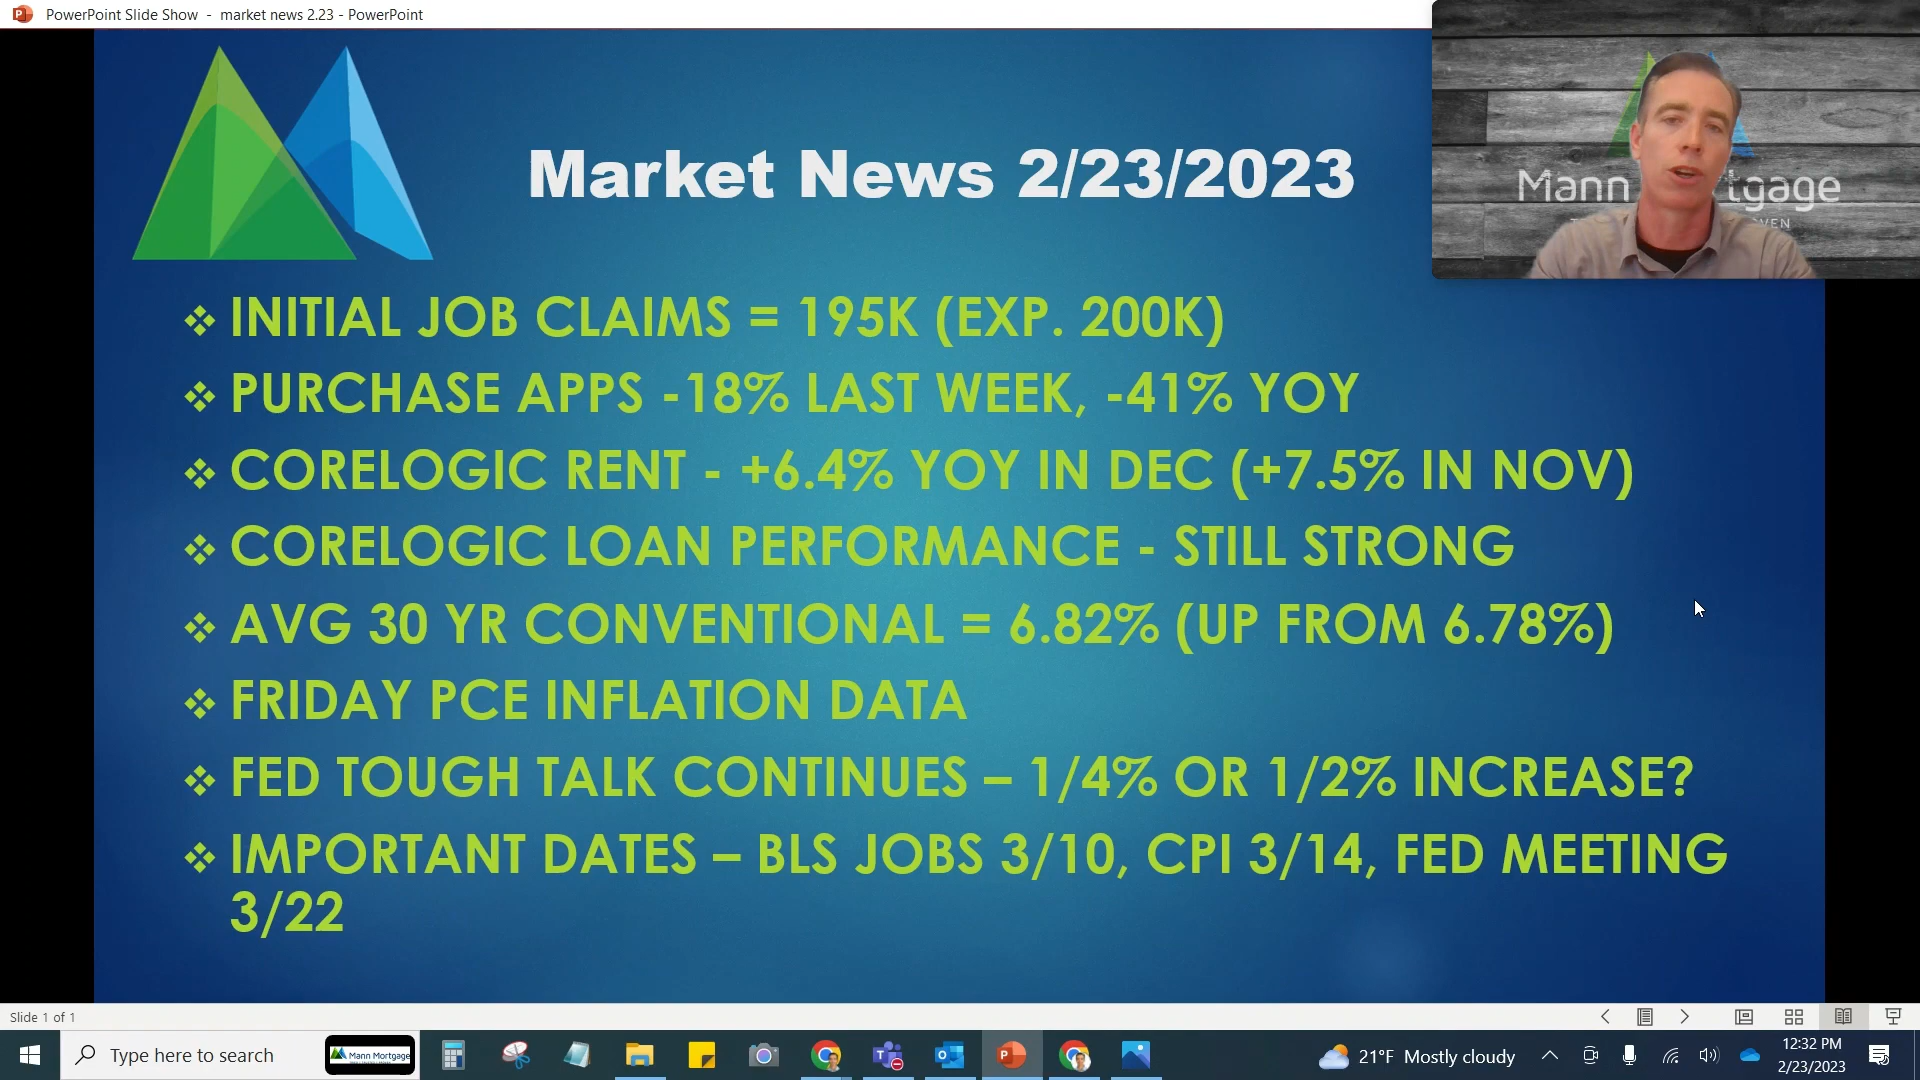 PowerPoint Slide Show - market news 2.23 - PowerPoint
Market News 2/23/2023
Mann rtgage
VEN
INITIAL JOB CLAIMS = 195K (EXP. 200K)
PURCHASE APPS -18% LAST WEEK, -41% YOY
CORELOGIC RENT - +6.4% YOY IN DEC (+7.5% IN NOV)
CORELOGIC LOAN PERFORMANCE - STILL STRONG
AVG 30 YR CONVENTIONAL = 6.82% (UP FROM 6.78%)
FRIDAY PCE INFLATION DATA
FED TOUGH TALK CONTINUES – 1/4% OR 1/2% INCREASE?
IMPORTANT DATES – BLS JOBS 3/10, CPI 3/14, FED MEETING
3/22
Slide 1 of 1
Type here to search
Mann Mortgage
21°F Mostly cloudy
12:32 PM
2/23/2023